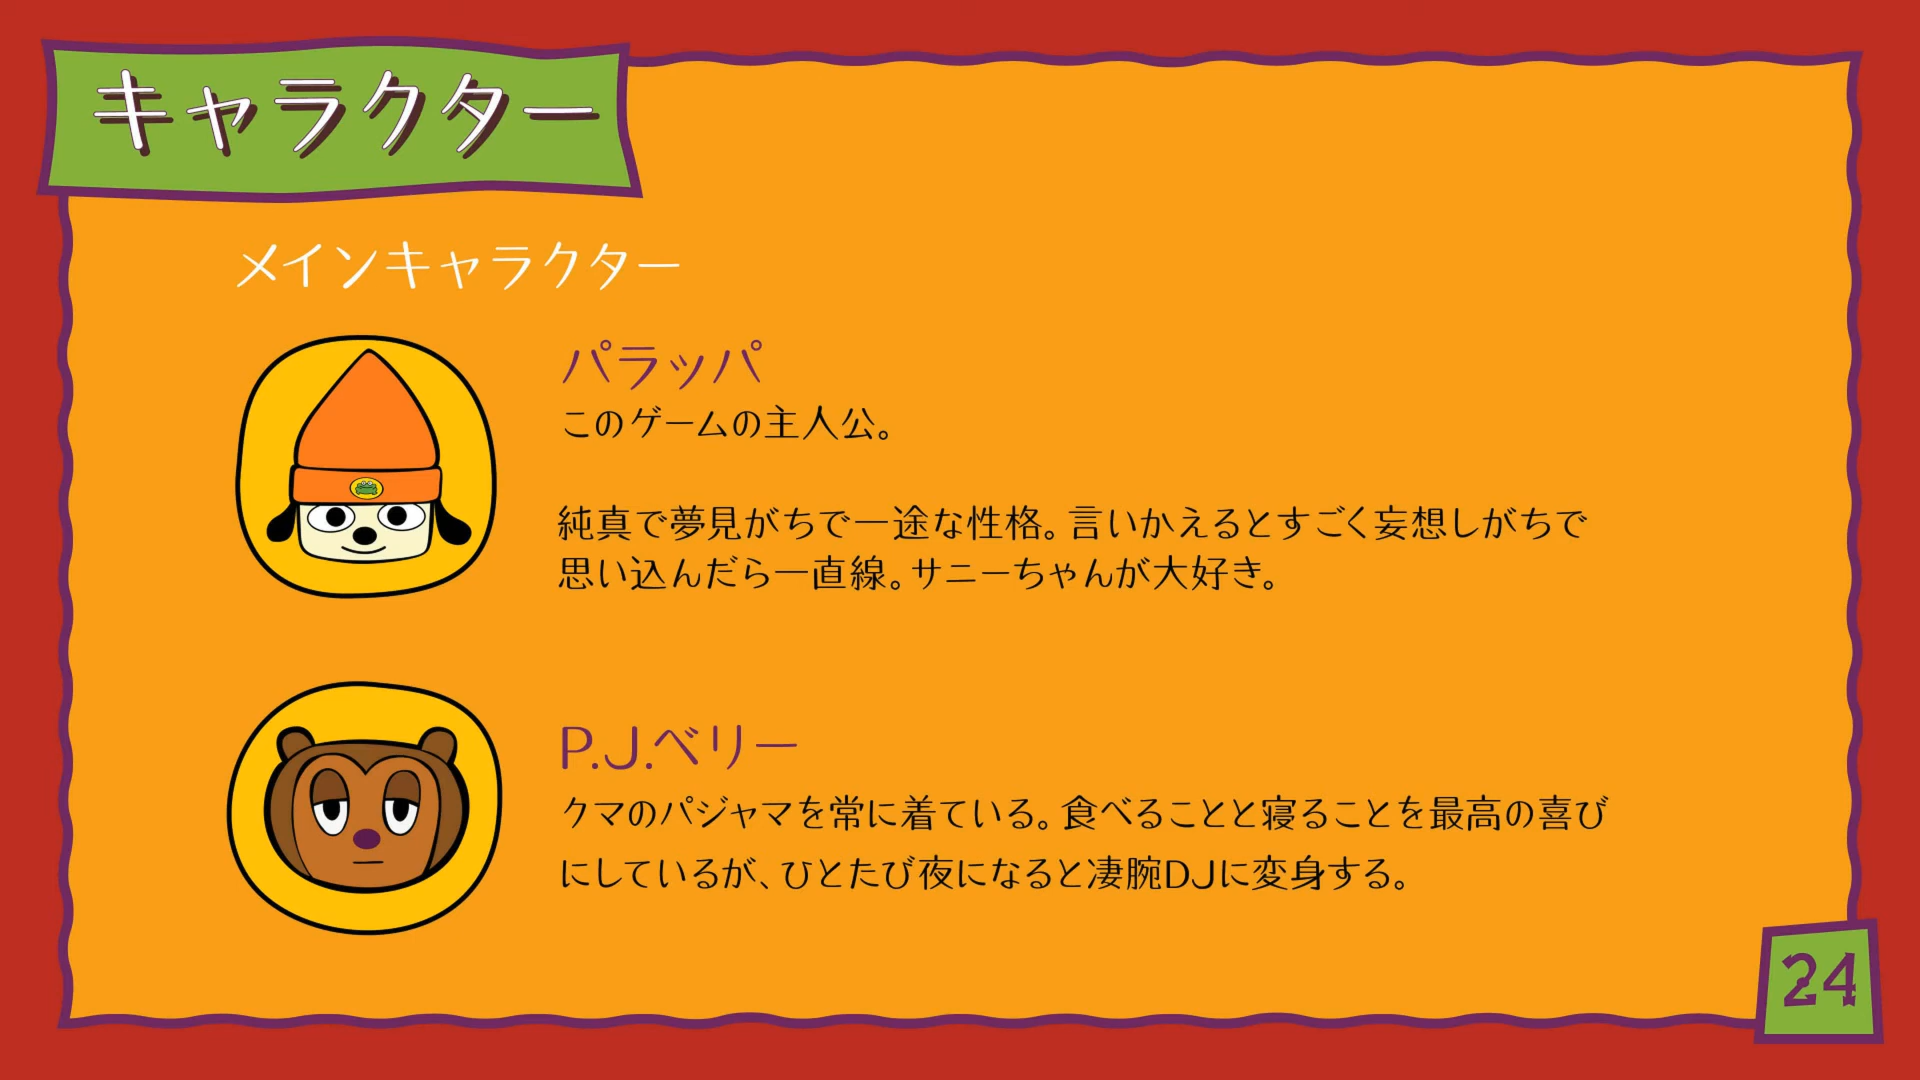 キャラクター
メインキャラクター
パラッパ
このゲームの主人公。
純真で夢見がちで一途な性格。言いかえるとすごく妄想しがちで
思い込んだら一直線。サニーちゃんが大好き。
P.J.ベリー
クマのパジャマを常に着ている。食べることと寝ることを最高の喜び
にしているが、ひとたび夜になると凄腕DJに変身する。
24